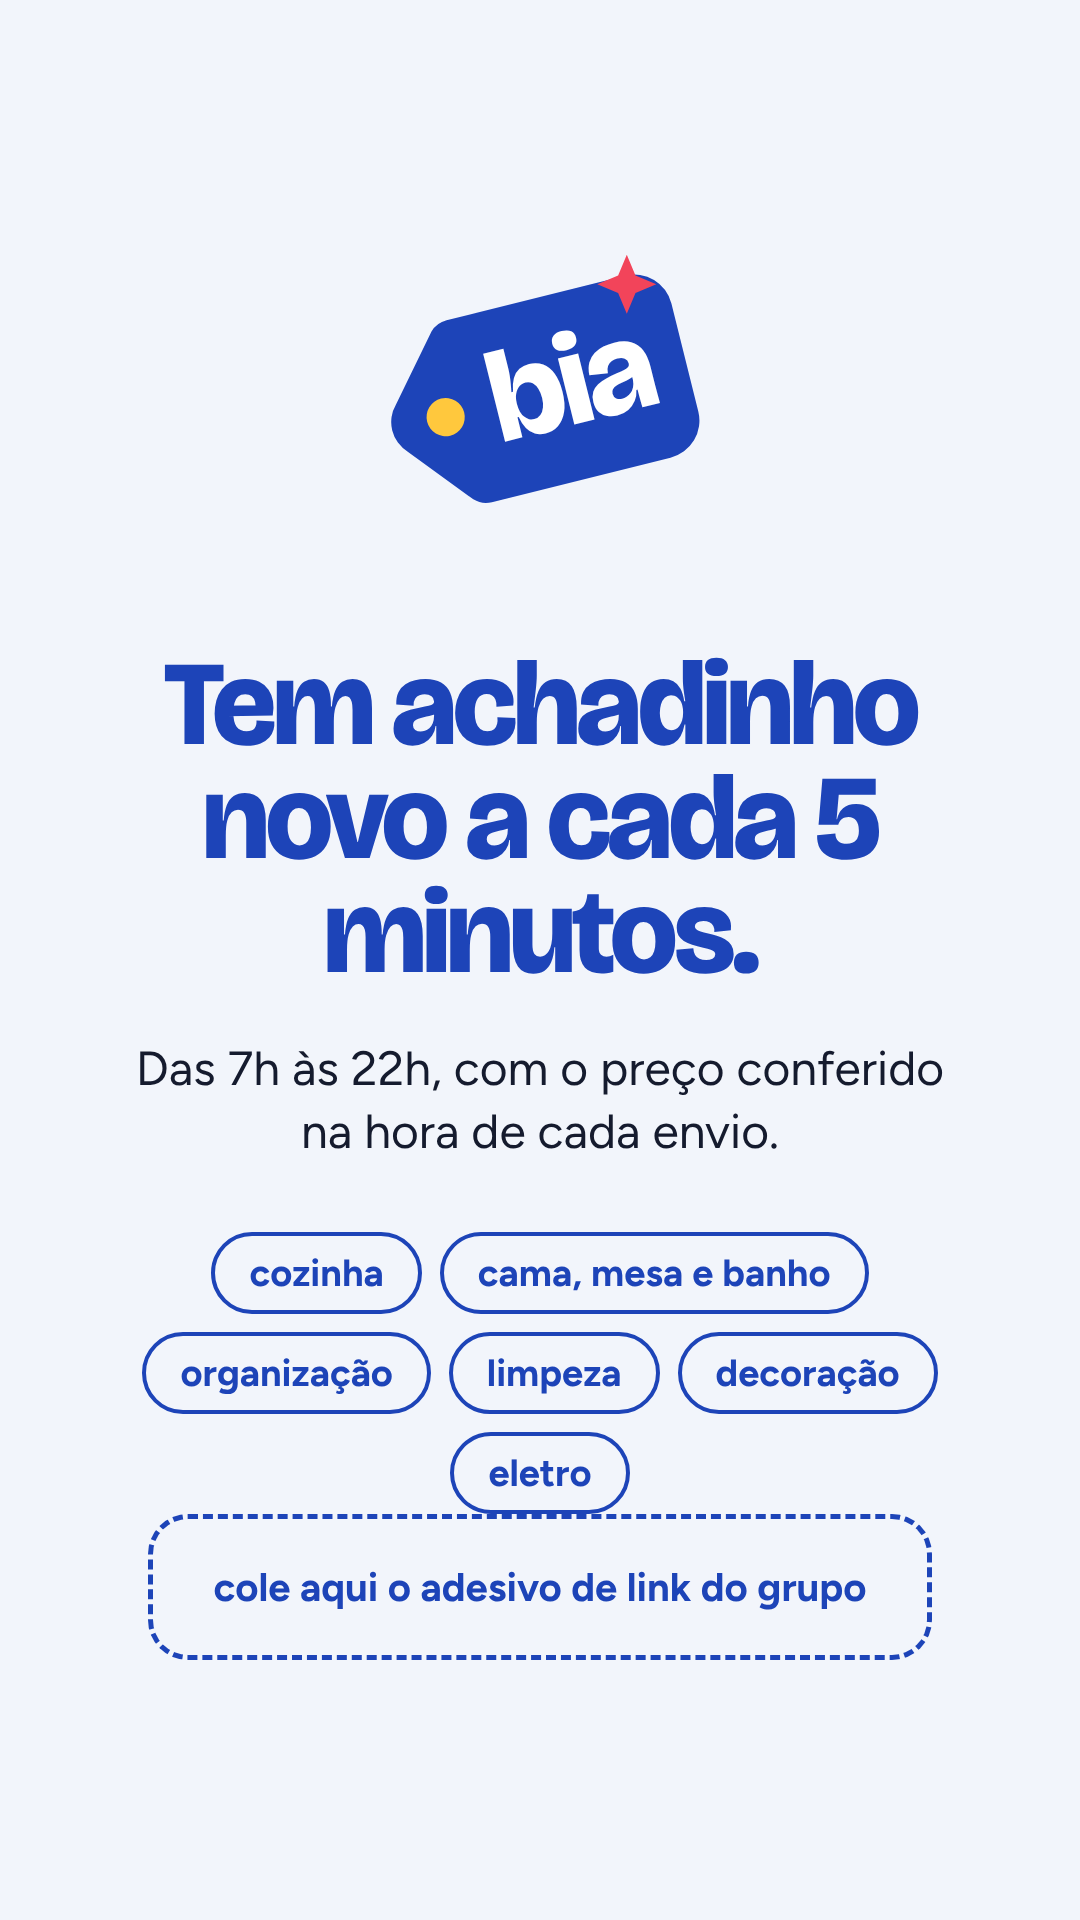 bia
Tem achadinho
novo a cada 5
minutos.
Das 7h às 22h, com o preço conferido
na hora de cada envio.
cozinha
cama, mesa e banho
organização
limpeza
decoração
eletro
cole aqui o adesivo de link do grupo